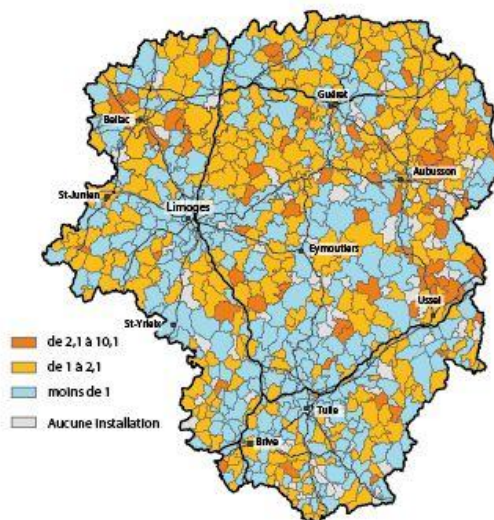 Guéret
Bellac
Aubusson
St-Junien
Limoges
Eymoutiers
Ussel
St-Yrieix
Tulle
Brive
de 2,1 à 10,1
de 1 à 2,1
moins de 1
Aucune installation